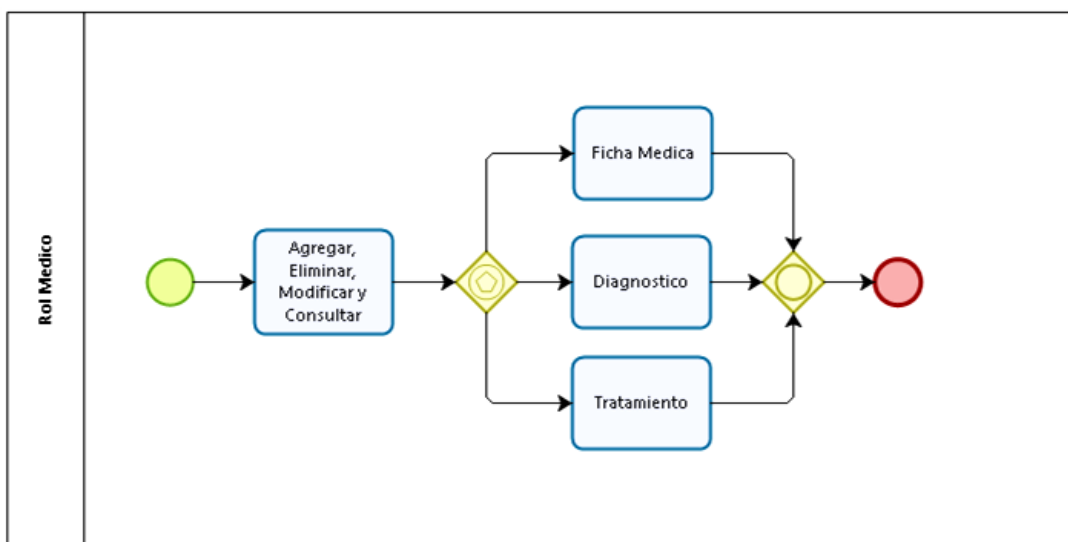 Rol Medico
Agregar,
Eliminar,
Modificar y
Consultar
Ficha Medica
Diagnostico
Tratamiento